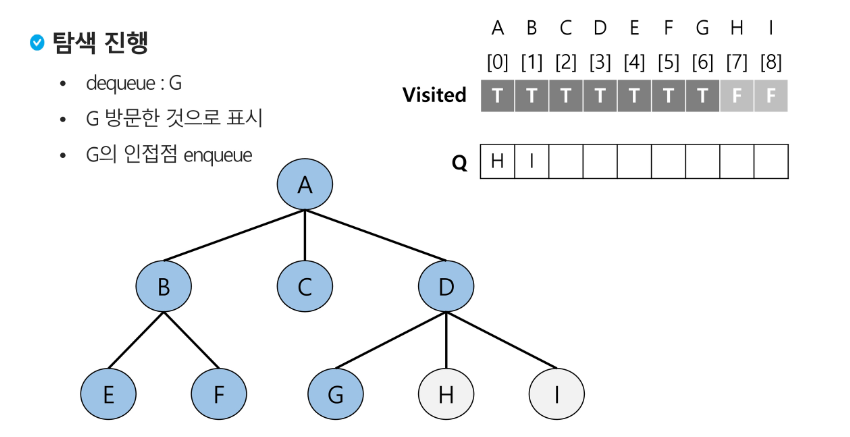 탐색 진행
• dequeue : G
• G 방문한 것으로 표시
• G의 인접점 enqueue
A B C D E F G H I
[0] [1] [2] [3] [4] [5] [6] [7] [8]
Visited T T T T T T T F F
Q H I
A
B C D
E F G H I